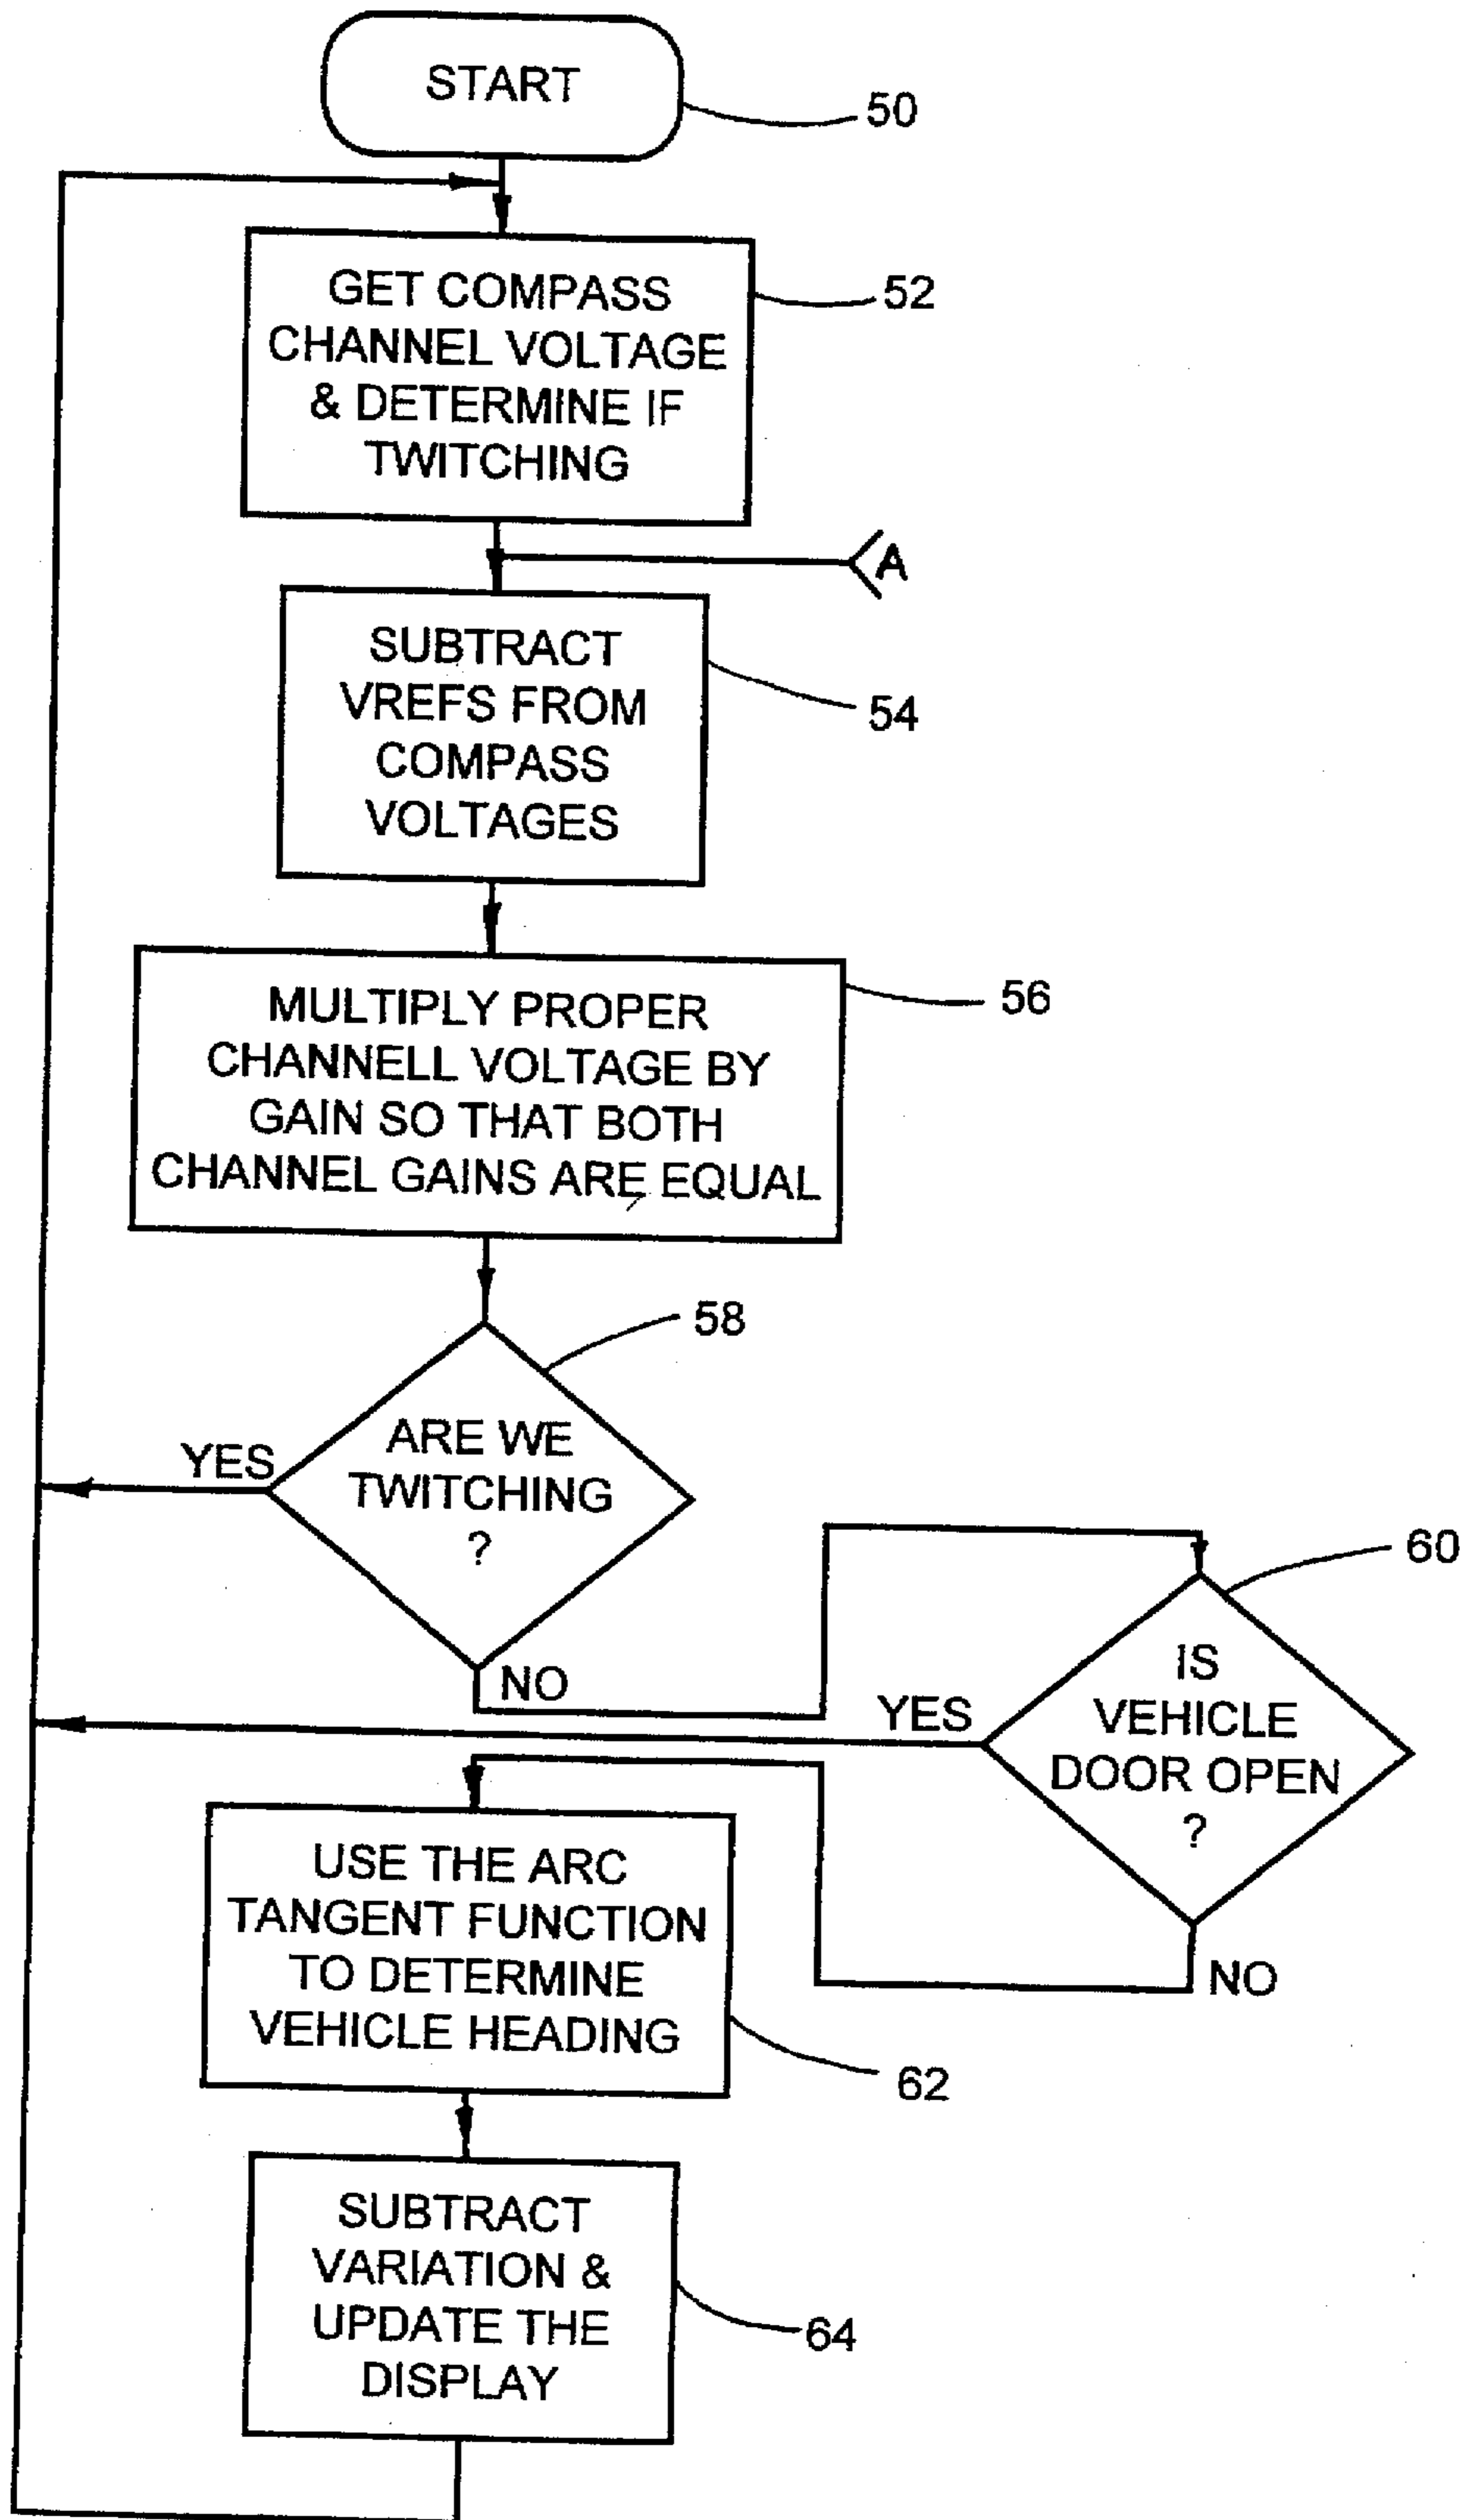 START
50
GET COMPASS
CHANNEL VOLTAGE
& DETERMINE IF
TWITCHING
52
A
SUBTRACT
VREFS FROM
COMPASS
VOLTAGES
54
MULTIPLY PROPER
CHANNELL VOLTAGE BY
GAIN SO THAT BOTH
CHANNEL GAINS ARE EQUAL
56
58
ARE WE
TWITCHING
?
YES
NO
60
IS
VEHICLE
DOOR OPEN
?
YES
NO
USE THE ARC
TANGENT FUNCTION
TO DETERMINE
VEHICLE HEADING
62
SUBTRACT
VARIATION &
UPDATE THE
DISPLAY
64